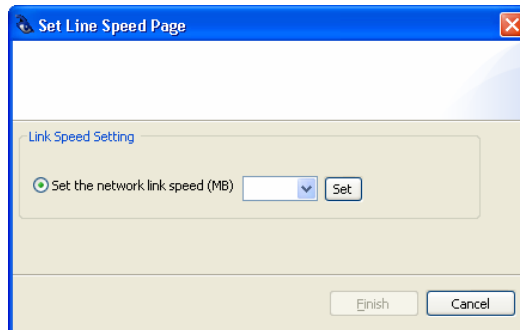 Set Line Speed Page
Link Speed Setting
Set the network link speed (MB)
Set
Finish
Cancel